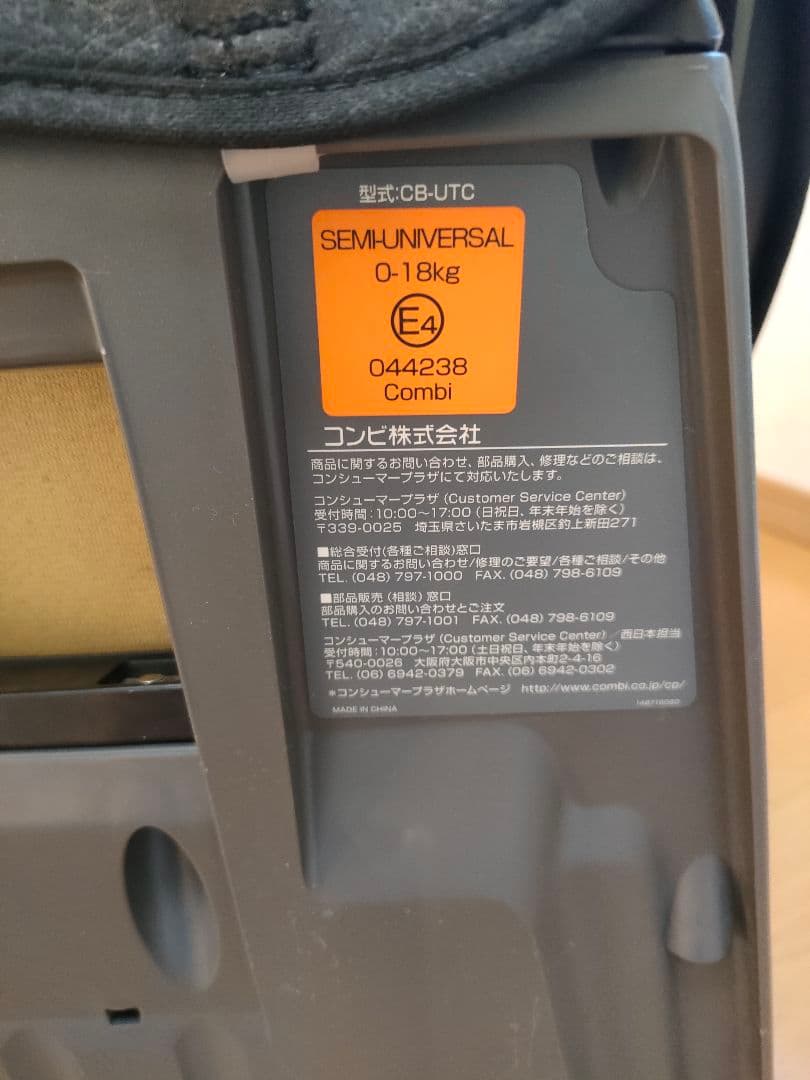 型式:CB-UTC
SEMI-UNIVERSAL
0-18kg
E4
044238
Combi
コンビ株式会社
商品に関するお問い合わせ、部品購入、修理などのご相談は、
コンシューマープラザにて対応いたします。
コンシューマープラザ (Customer Service Center)
受付時間:10:00〜17:00 (日祝日、年末年始を除く)
〒339-0025 埼玉県さいたま市岩槻区釣上新田271
■総合受付(各種ご相談)窓口
商品に関するお問い合わせ/修理のご要望/各種ご相談/その他
TEL. (048) 797-1000 FAX. (048) 798-6109
■部品販売 (相談) 窓口
部品購入のお問い合わせとご注文
TEL. (048) 797-1001 FAX. (048) 798-6109
コンシューマープラザ (Customer Service Center)／西日本担当
受付時間:10:00〜17:00 (土日祝日、年末年始を除く)
〒540-0026 大阪府大阪市中央区内本町2-4-16
TEL. (06) 6942-0379 FAX. (06) 6942-0302
*コンシューマープラザホームページ http://www.combi.co.jp/cp/
MADE IN CHINA